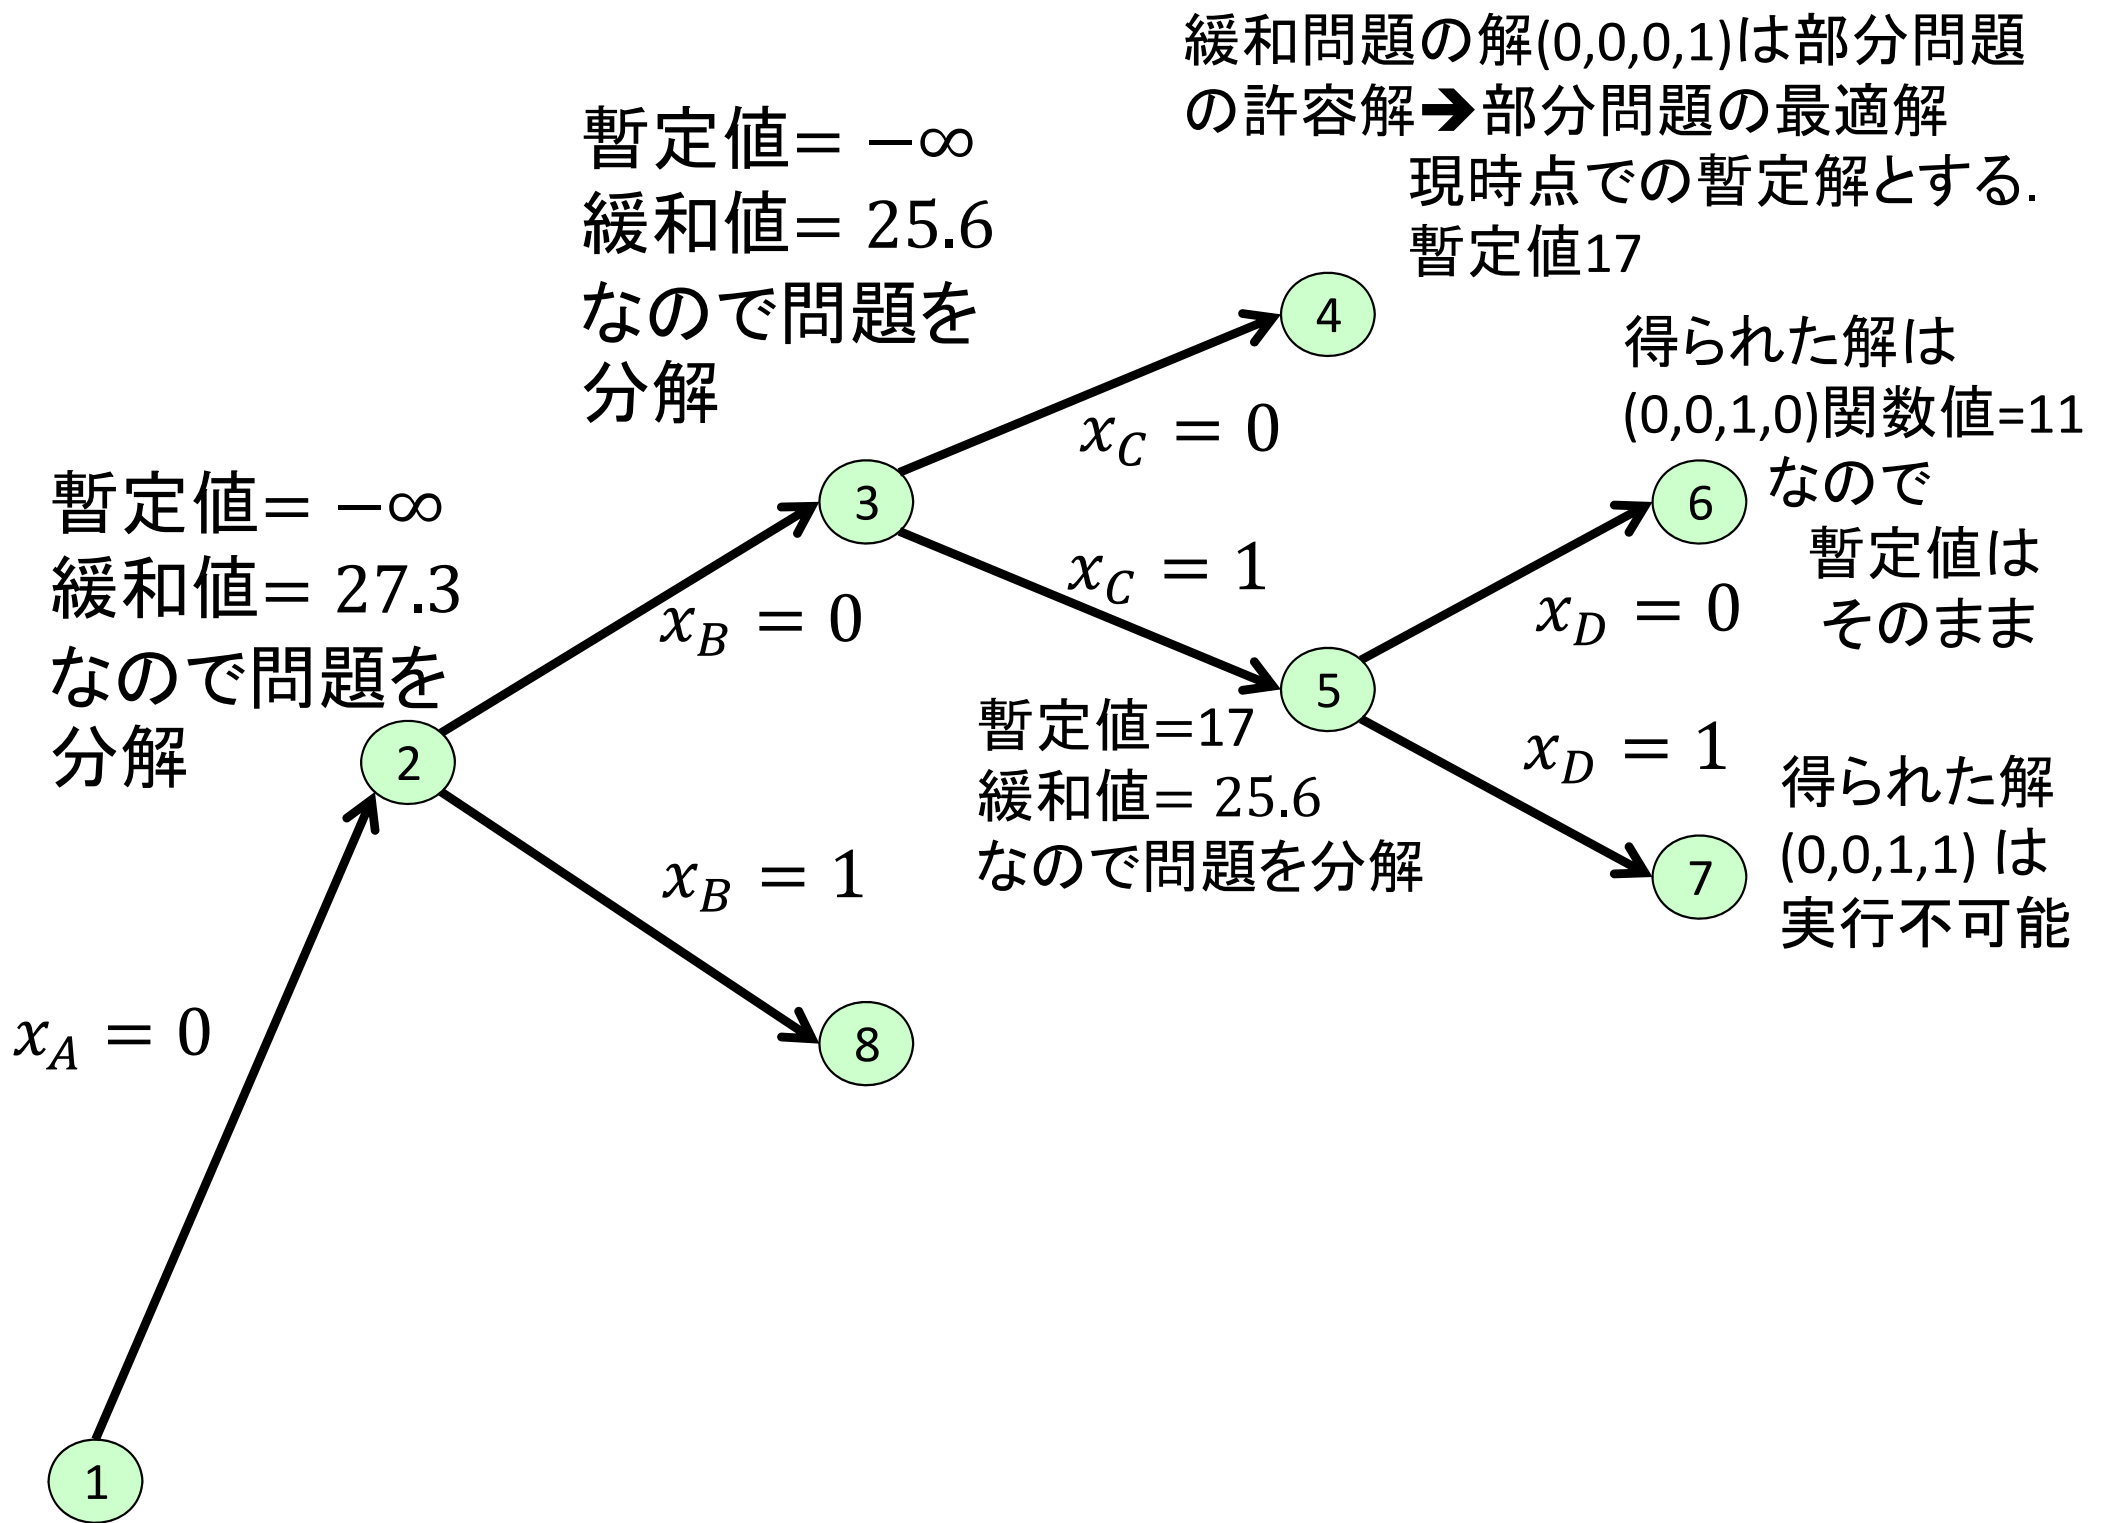 緩和問題の解(0,0,0,1)は部分問題
の許容解➔部分問題の最適解
現時点での暫定解とする.
暫定値17
暫定値= −∞
緩和値= 25.6
なので問題を
分解
4
得られた解は
(0,0,1,0)関数値=11
なので
暫定値は
そのまま
x_C = 0
暫定値= −∞
緩和値= 27.3
なので問題を
分解
3
6
x_C = 1
x_B = 0
x_D = 0
5
2
暫定値=17
緩和値= 25.6
なので問題を分解
x_D = 1
得られた解
(0,0,1,1) は
実行不可能
7
x_B = 1
8
x_A = 0
1